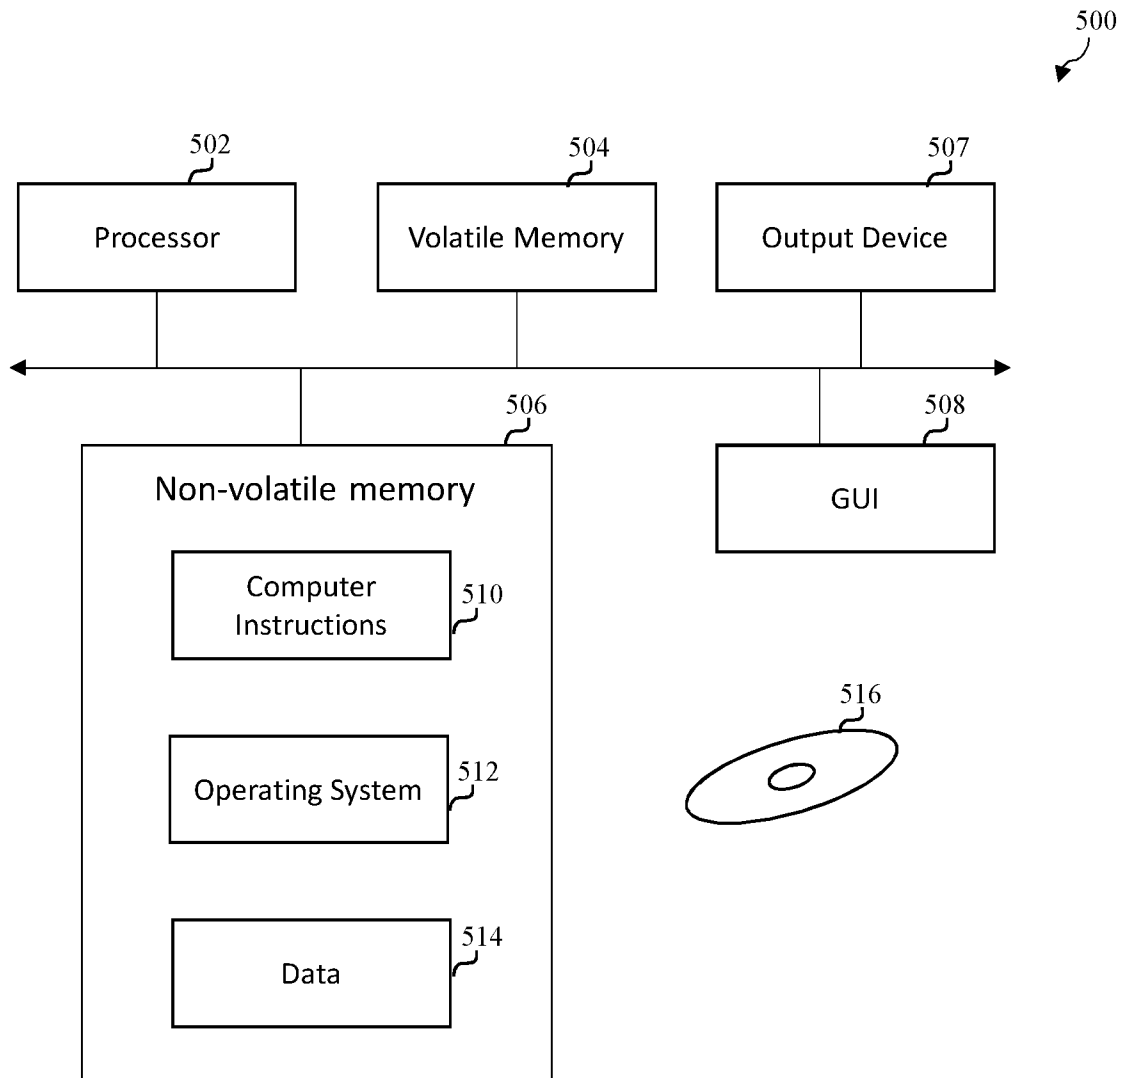 500
502
504
507
Processor
Volatile Memory
Output Device
506
508
Non-volatile memory
GUI
Computer
Instructions
510
516
Operating System
512
Data
514